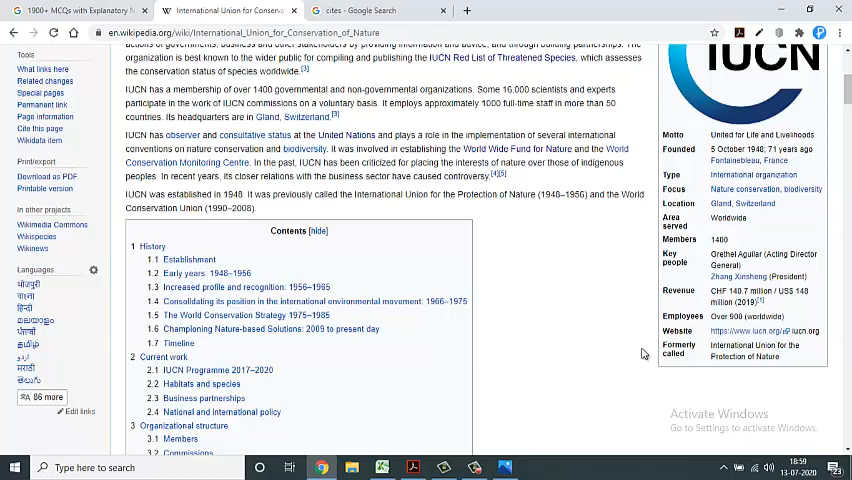 1900+ MCQs with Explanatory N
International Union for Conserv
cites - Google Search
en.wikipedia.org/wiki/International_Union_for_Conservation_of_Nature
actions of governments, business and other stakeholders by providing information and advice, and through building partnerships. The
organization is best known to the wider public for compiling and publishing the IUCN Red List of Threatened Species, which assesses
the conservation status of species worldwide.[3]
IUCN has a membership of over 1400 governmental and non-governmental organizations. Some 16,000 scientists and experts
participate in the work of IUCN commissions on a voluntary basis. It employs approximately 1000 full-time staff in more than 50
countries. Its headquarters are in Gland, Switzerland.[3]
IUCN has observer and consultative status at the United Nations and plays a role in the implementation of several international
conventions on nature conservation and biodiversity. It was involved in establishing the World Wide Fund for Nature and the World
Conservation Monitoring Centre. In the past, IUCN has been criticized for placing the interests of nature over those of indigenous
peoples. In recent years, its closer relations with the business sector have caused controversy.[4][5]
IUCN was established in 1948. It was previously called the International Union for the Protection of Nature (1948–1956) and the World
Conservation Union (1990–2008).
Contents [hide]
1 History
1.1 Establishment
1.2 Early years: 1948–1956
1.3 Increased profile and recognition: 1956–1965
1.4 Consolidating its position in the international environmental movement: 1966–1975
1.5 The World Conservation Strategy 1975–1985
1.6 Championing Nature-based Solutions: 2009 to present day
1.7 Timeline
2 Current work
2.1 IUCN Programme 2017–2020
2.2 Habitats and species
2.3 Business partnerships
2.4 National and international policy
3 Organizational structure
3.1 Members
3.2 Commissions
Tools
What links here
Related changes
Special pages
Permanent link
Page information
Cite this page
Wikidata item
Print/export
Download as PDF
Printable version
In other projects
Wikimedia Commons
Wikispecies
Wikinews
Languages
भोजपुरी
বাংলা
हिन्दी
മലയാളം
ਪੰਜਾਬੀ
தமிழ்
اردو
मराठी
తెలుగు
86 more
Edit links
IUCN
Motto United for Life and Livelihoods
Founded 5 October 1948; 71 years ago
Fontainebleau, France
Type International organization
Focus Nature conservation, biodiversity
Location Gland, Switzerland
Area Worldwide
served
Members 1400
Key Grethel Aguilar (Acting Director
people General)
Zhang Xinsheng (President)
Revenue CHF 140.7 million / US$ 148
million (2019)[1]
Employees Over 900 (worldwide)
Website https://www.iucn.org/ iucn.org
Formerly International Union for the
called Protection of Nature
Activate Windows
Go to Settings to activate Windows.
Type here to search
18:59
13-07-2020
23